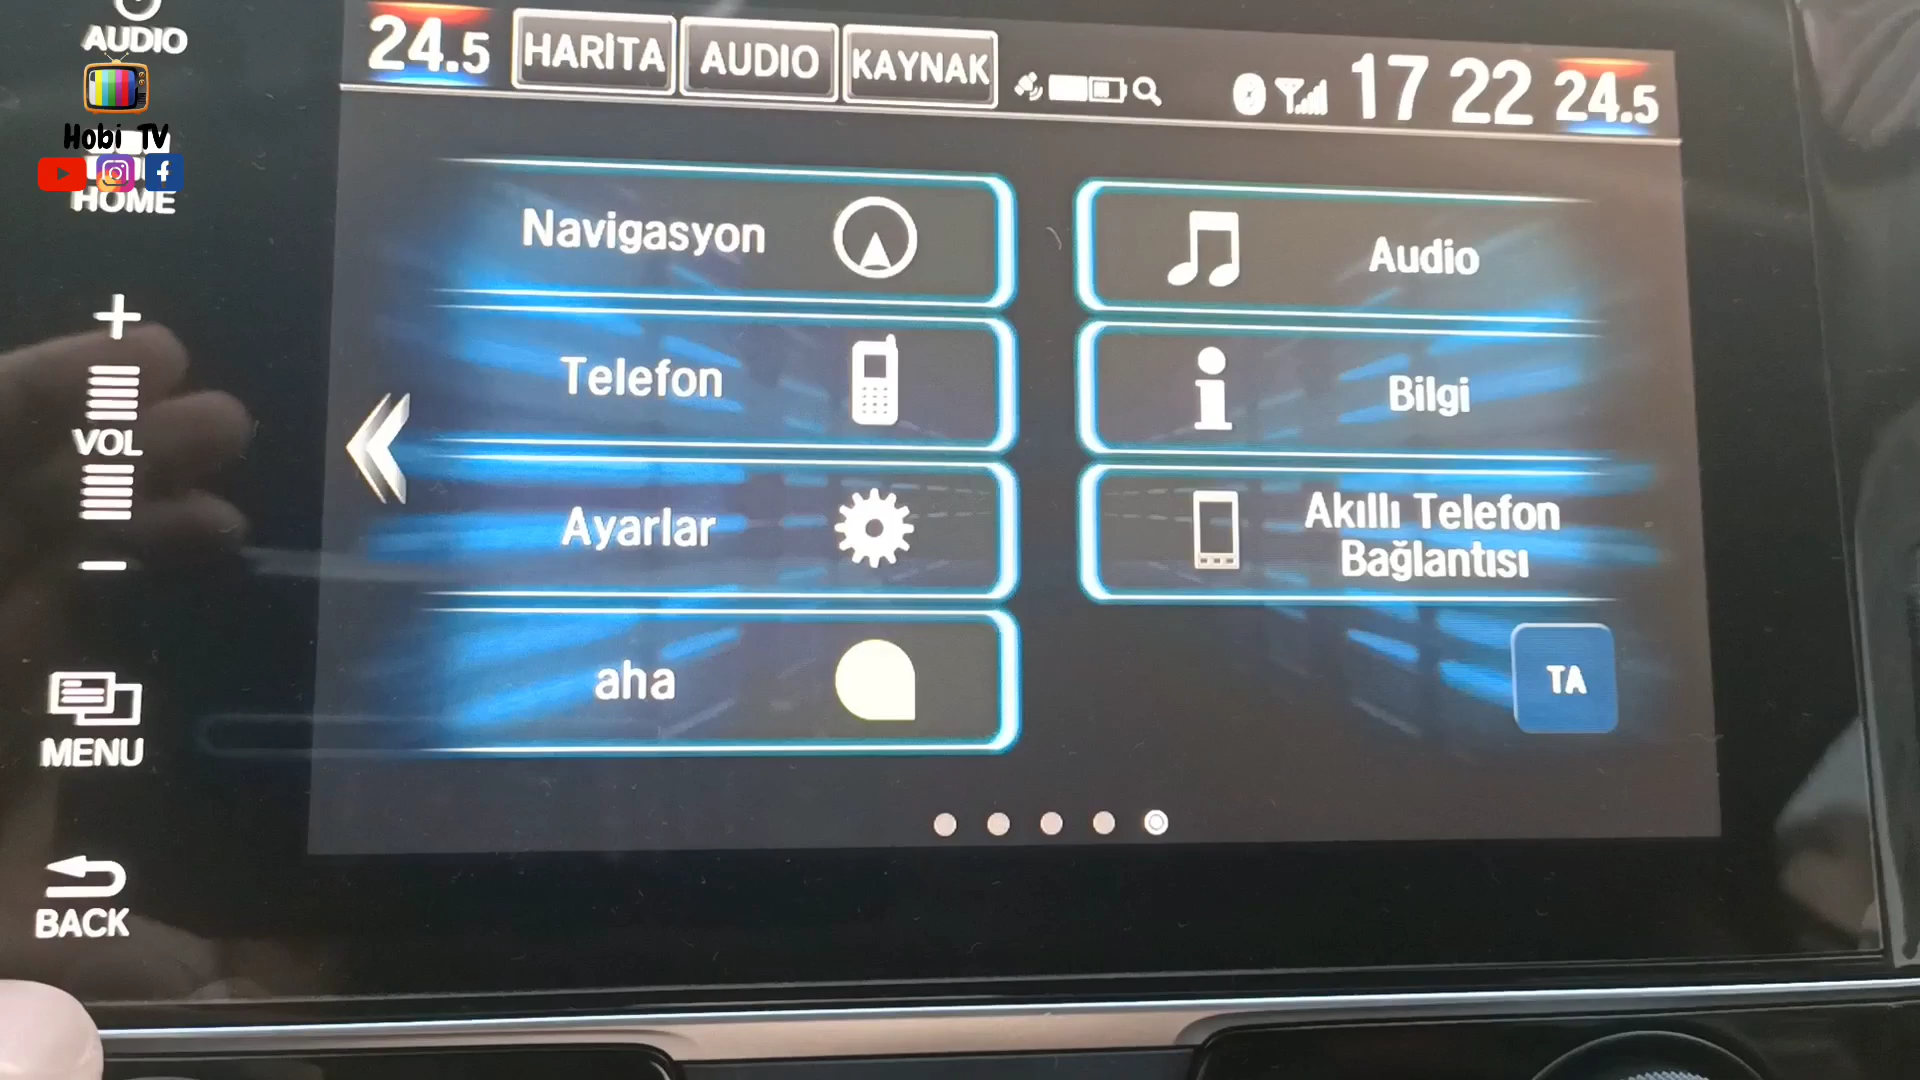 AUDIO
Hobi TV
HOME
+
VOL
−
MENU
BACK
24.5
HARİTA
AUDIO
KAYNAK
17 22
24.5
Navigasyon
Audio
Telefon
Bilgi
Ayarlar
Akıllı Telefon
Bağlantısı
aha
TA